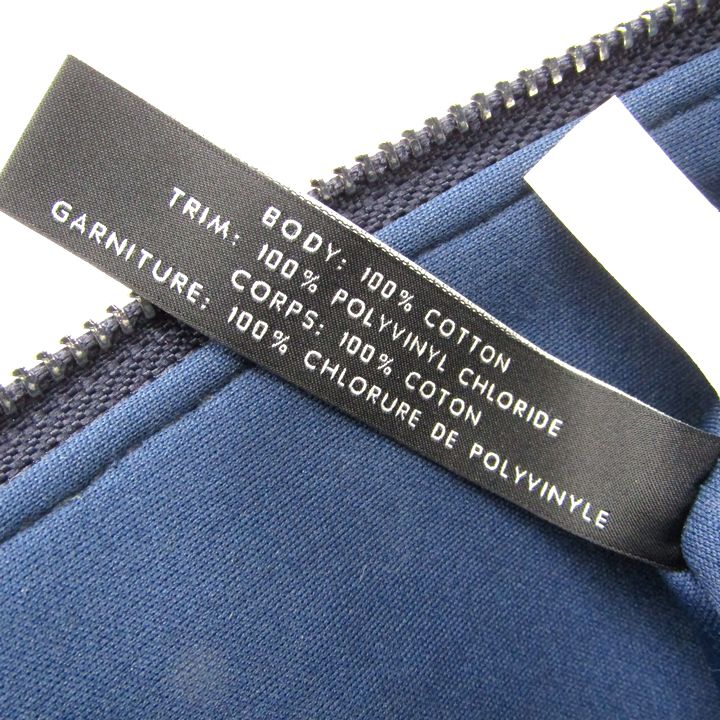 BODY: 100% COTTON
TRIM: 100% POLYVINYL CHLORIDE
CORPS: 100% COTON
GARNITURE: 100% CHLORURE DE POLYVINYLE